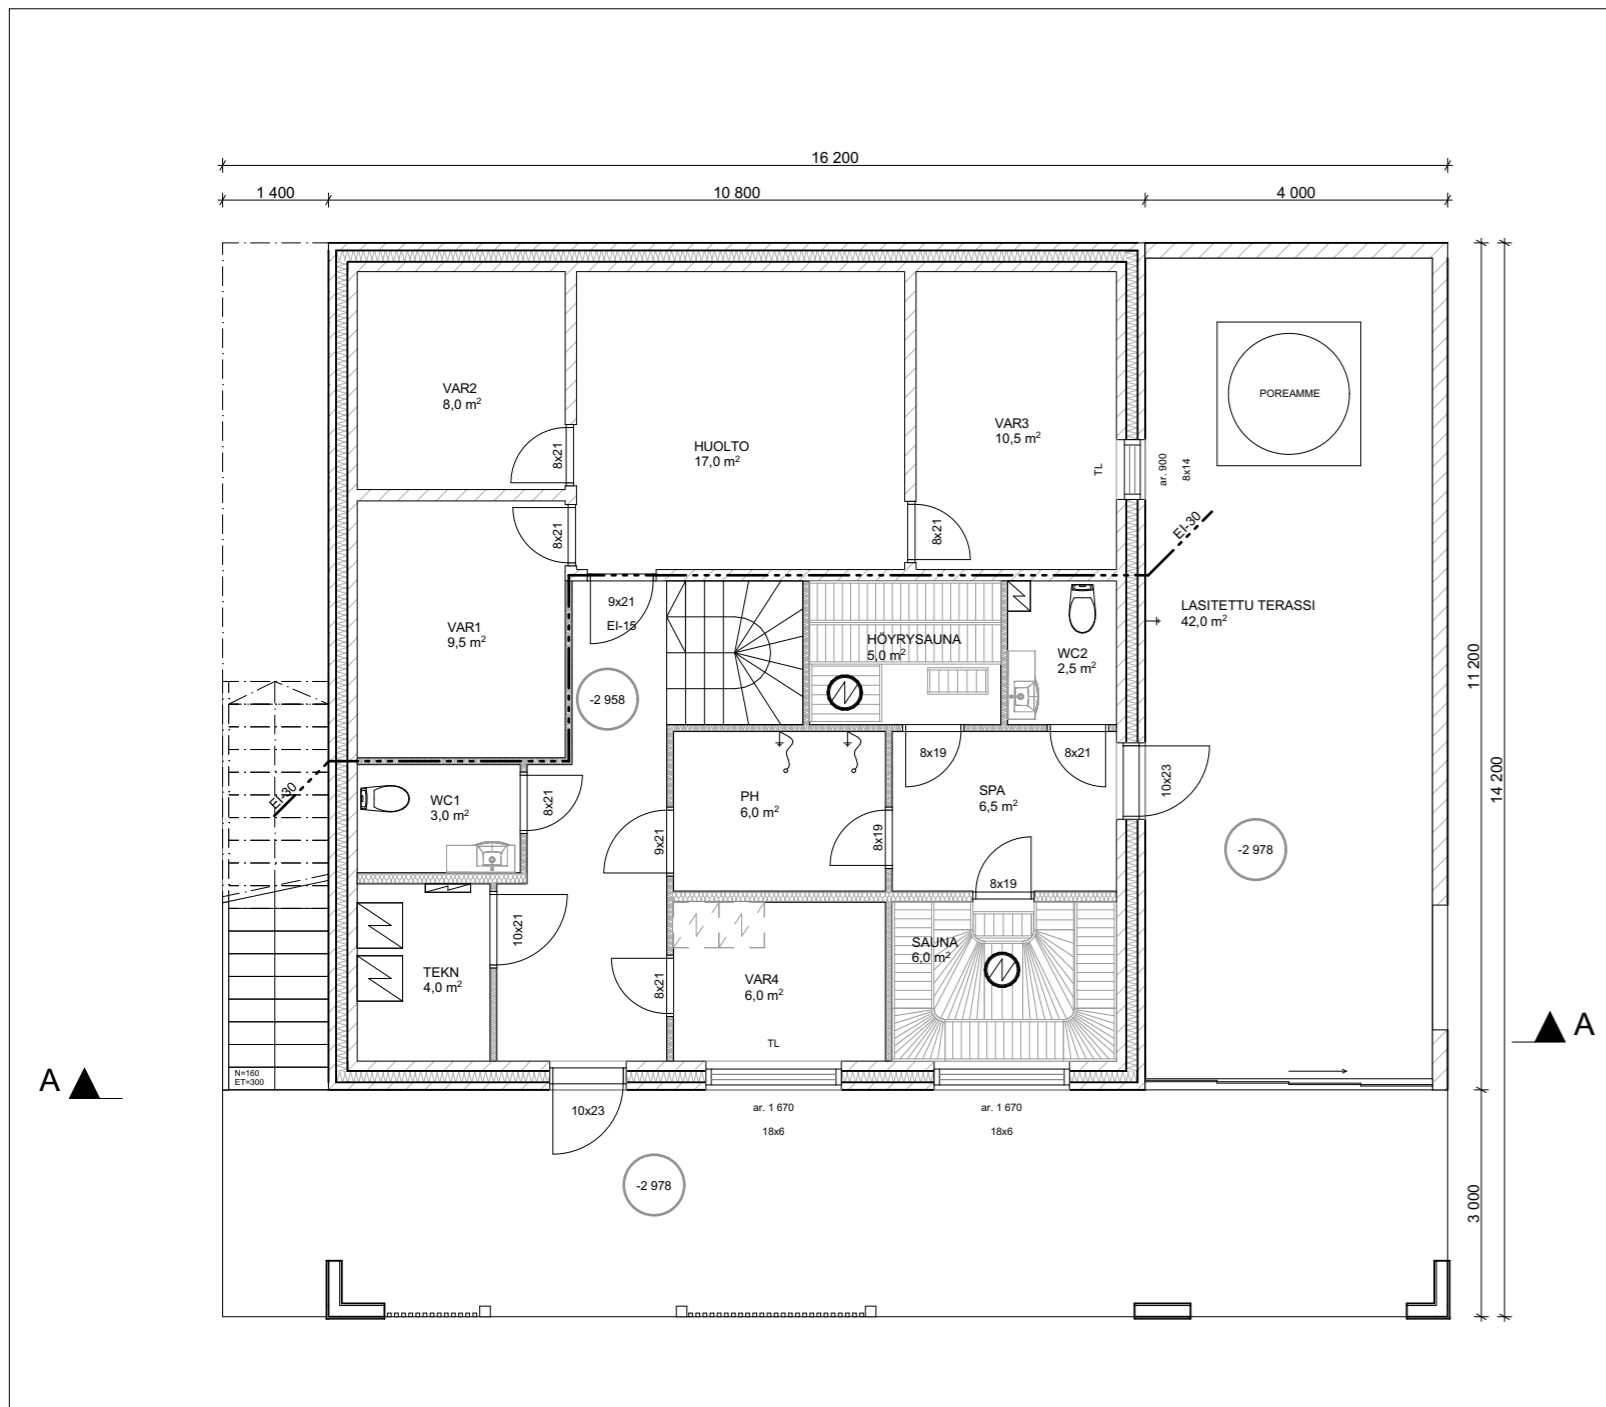 16 200
1 400
10 800
4 000
VAR2
8,0 m²
HUOLTO
17,0 m²
VAR3
10,5 m²
POREAMME
8x21
TL
ar. 900
8x14
8x21
8x21
EI-30
9x21
EI-15
VAR1
9,5 m²
HÖYRYSAUNA
5,0 m²
WC2
2,5 m²
LASITETTU TERASSI
42,0 m²
11 200
14 200
-2 958
8x19
8x21
10x23
EI-30
WC1
3,0 m²
8x21
PH
6,0 m²
SPA
6,5 m²
9x21
8x19
-2 978
8x19
10x21
SAUNA
6,0 m²
TEKN
4,0 m²
8x21
VAR4
6,0 m²
TL
A
A
N=160
ET=300
10x23
ar. 1 670
18x6
ar. 1 670
18x6
-2 978
3 000